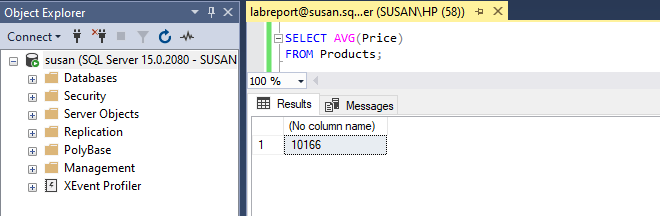 Object Explorer
Connect
susan (SQL Server 15.0.2080 - SUSAN
Databases
Security
Server Objects
Replication
PolyBase
Management
XEvent Profiler
labreport@susan.sq...er (SUSAN\HP (58))
SELECT AVG(Price)
FROM Products;
100 %
Results Messages
(No column name)
1 10166